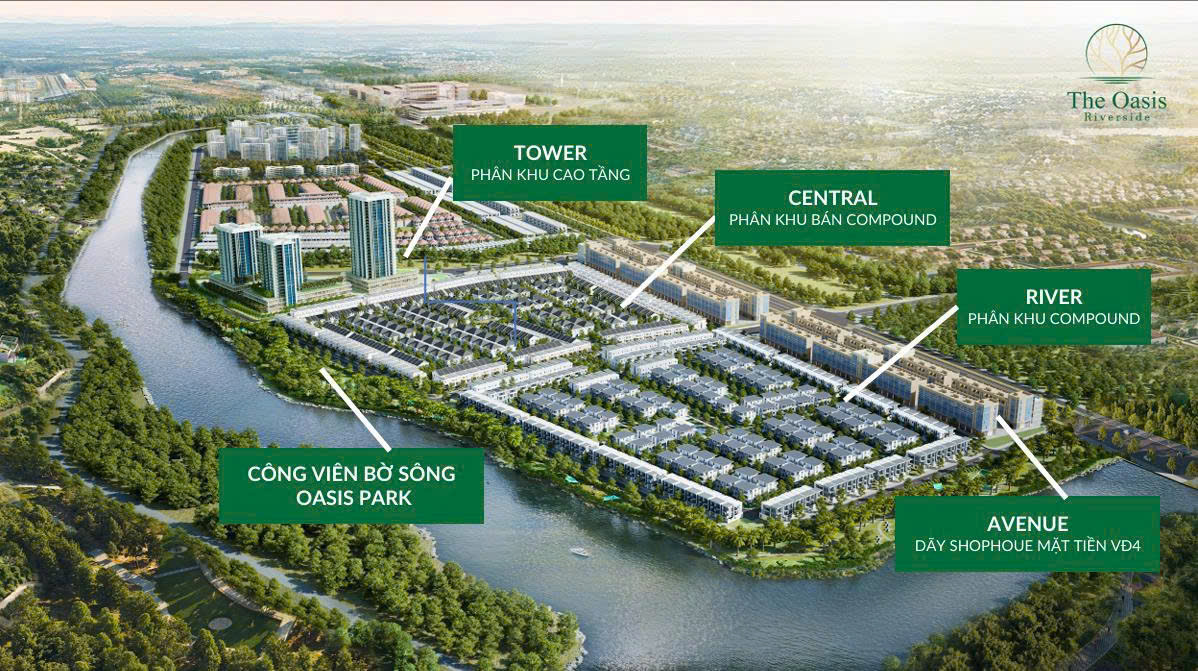 The Oasis
Riverside
TOWER
PHÂN KHU CAO TẦNG
CENTRAL
PHÂN KHU BÁN COMPOUND
RIVER
PHÂN KHU COMPOUND
CÔNG VIÊN BỜ SÔNG
OASIS PARK
AVENUE
DÃY SHOPHOUE MẶT TIỀN VĐ4